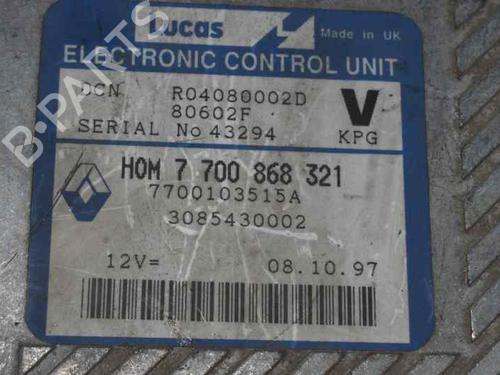 Lucas
Made in UK
ELECTRONIC CONTROL UNIT
DCN R04080002D
80602F
V
SERIAL No 43294 KPG
HOM 7 700 868 321
7700103515A
3085430002
12V= 08.10.97
B-PARTS